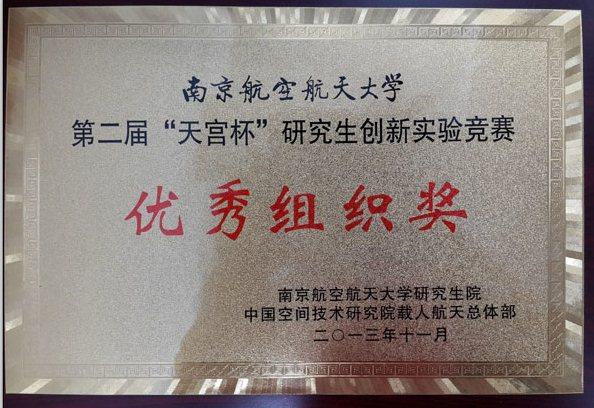 南京航空航天大学
第二届“天宫杯”研究生创新实验竞赛
优秀组织奖
南京航空航天大学研究生院
中国空间技术研究院载人航天总体部
二〇一三年十一月